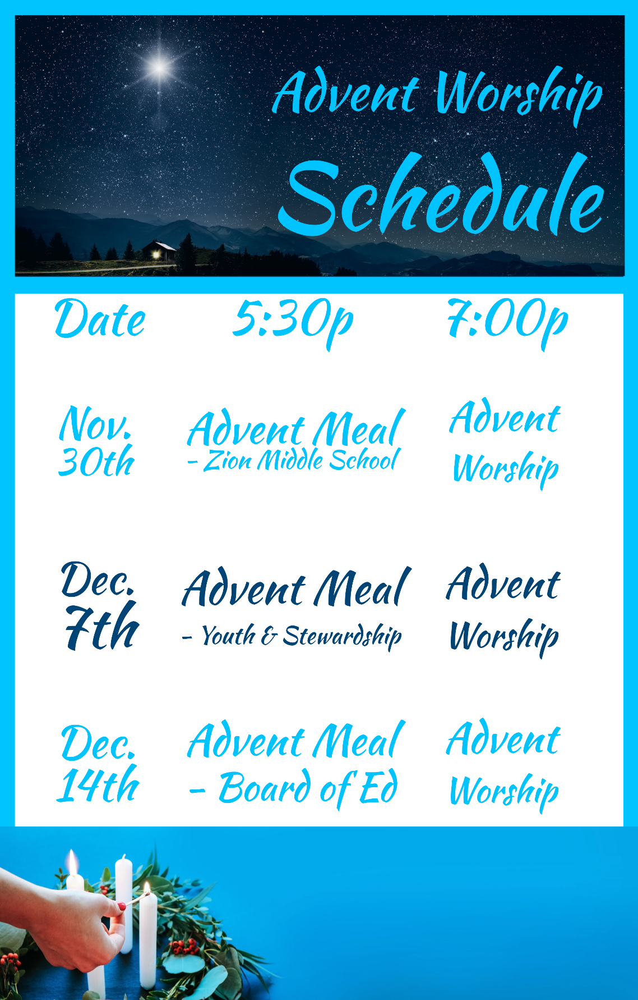 Advent Worship
Schedule
Date 5:30p 7:00p
Nov.
30th
Advent Meal
- Zion Middle School
Advent
Worship
Dec.
7th
Advent Meal
- Youth & Stewardship
Advent
Worship
Dec.
14th
Advent Meal
- Board of Ed
Advent
Worship